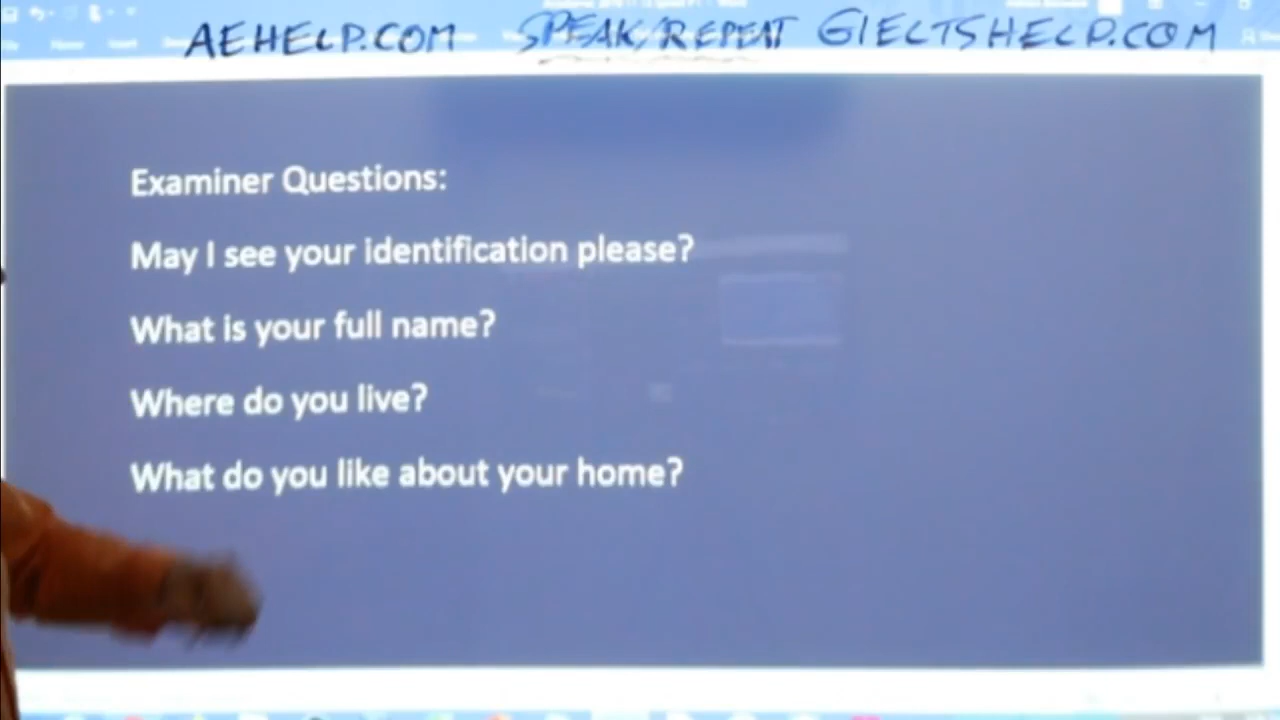 AEHELP.COM SPEAK/REPEAT GIELTSHELP.COM
Examiner Questions:
May I see your identification please?
What is your full name?
Where do you live?
What do you like about your home?